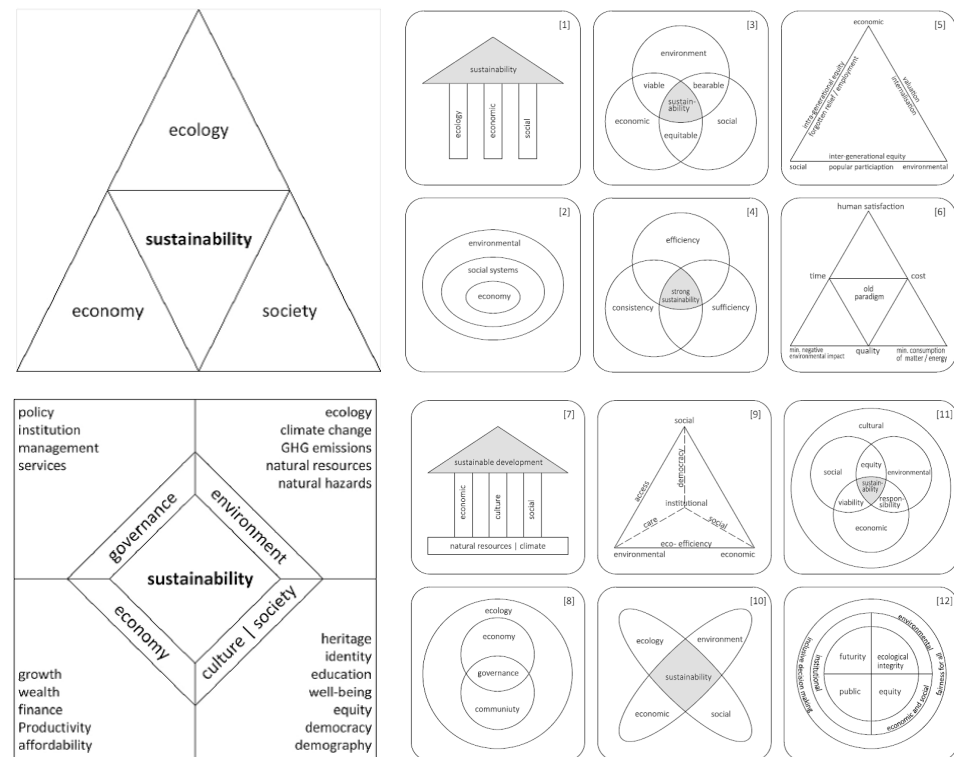 ecology
sustainability
economy
society
[1]
sustainability
ecology
economic
social
[2]
environmental
social systems
economy
[3]
environment
viable
bearable
sustain-
ability
economic
social
equitable
[4]
efficiency
strong
sustainability
consistency
sufficiency
[5]
economic
intra-generational equity
forgotten relief / employment
valuation
internalisation
inter-generational equity
social
popular particiaption
environmental
[6]
human satisfaction
time
cost
old
paradigm
min. negative
environmental impact
quality
min. consumption
of matter / energy
policy
institution
management
services
ecology
climate change
GHG emissions
natural resources
natural hazards
governance
environment
sustainability
economy
culture | society
growth
wealth
finance
Productivity
affordability
heritage
identity
education
well-being
equity
democracy
demography
[7]
sustainable development
economic
culture
social
natural resources | climate
[8]
ecology
economy
governance
communiuty
[9]
social
access
democracy
institutional
care
social
eco- efficiency
environmental
economic
[10]
ecology
environment
sustainability
economic
social
[11]
cultural
social
equity
environmental
sustain-
ability
viability
respon-
sibility
economic
[12]
environmental
inclusive decaision making
institutional
futurity
ecological
integrity
public
equity
economic and social
fairness for all